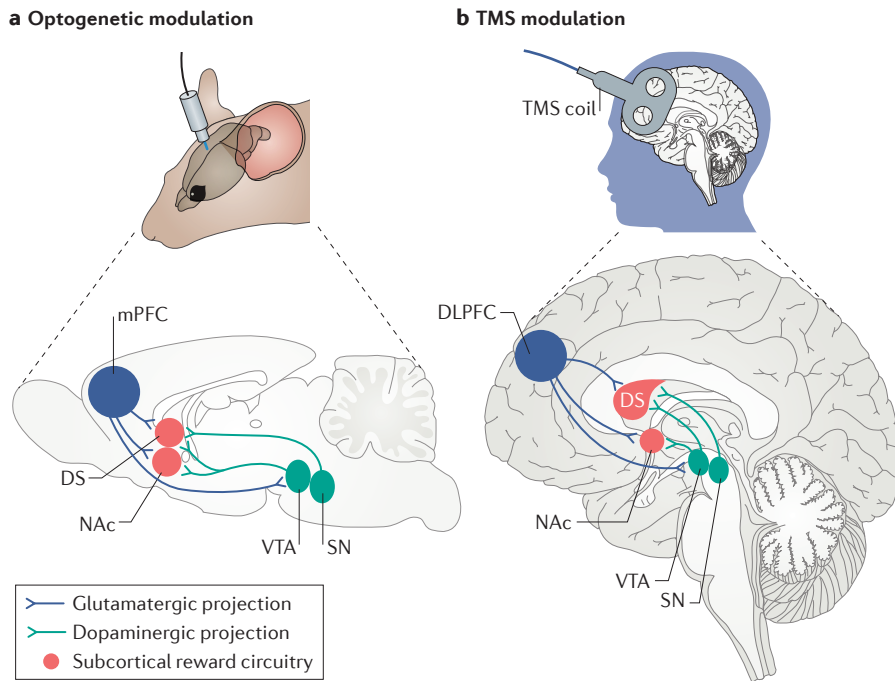 a Optogenetic modulation
mPFC
DS
NAc
VTA
SN
Glutamatergic projection
Dopaminergic projection
Subcortical reward circuitry
b TMS modulation
TMS coil
DLPFC
DS
NAc
VTA
SN